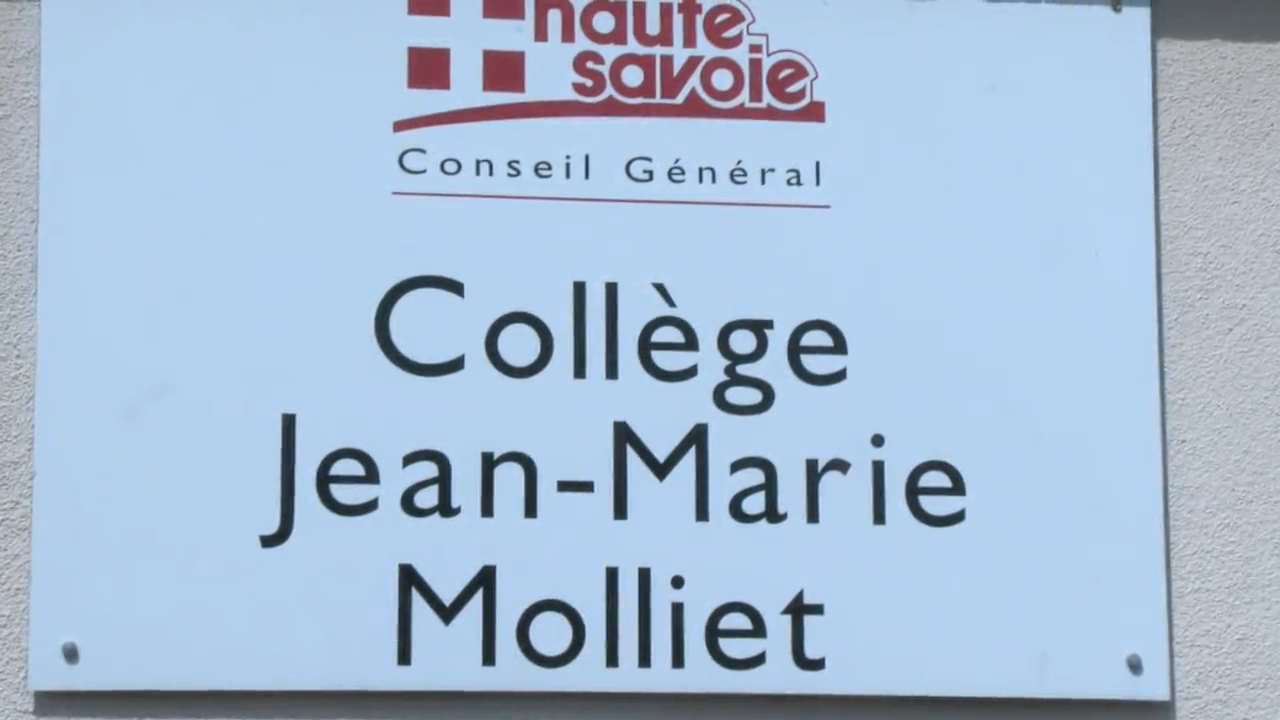 haute
savoie
Conseil Général
Collège
Jean-Marie
Molliet